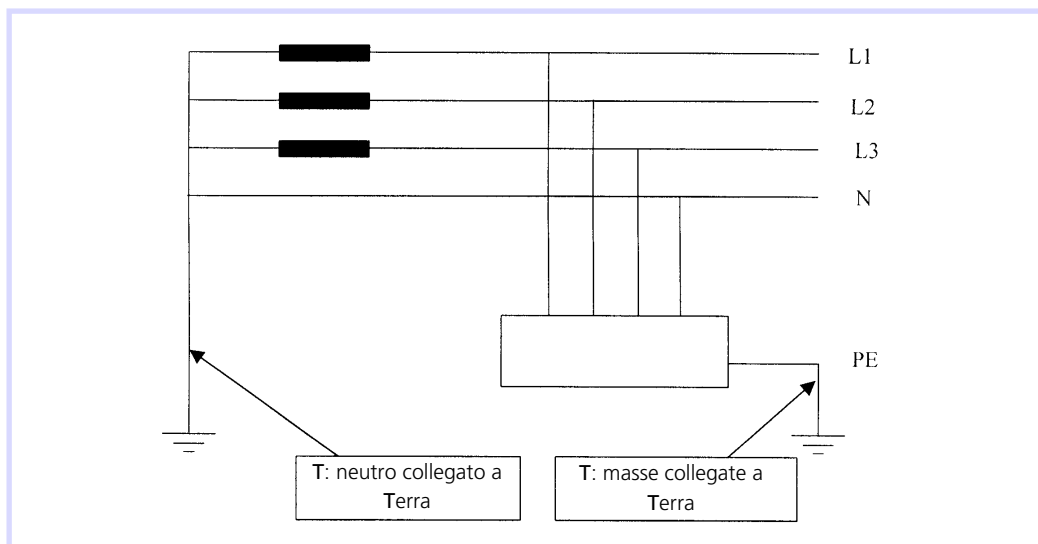 L1
L2
L3
N
PE
T: neutro collegato a
Terra
T: masse collegate a
Terra